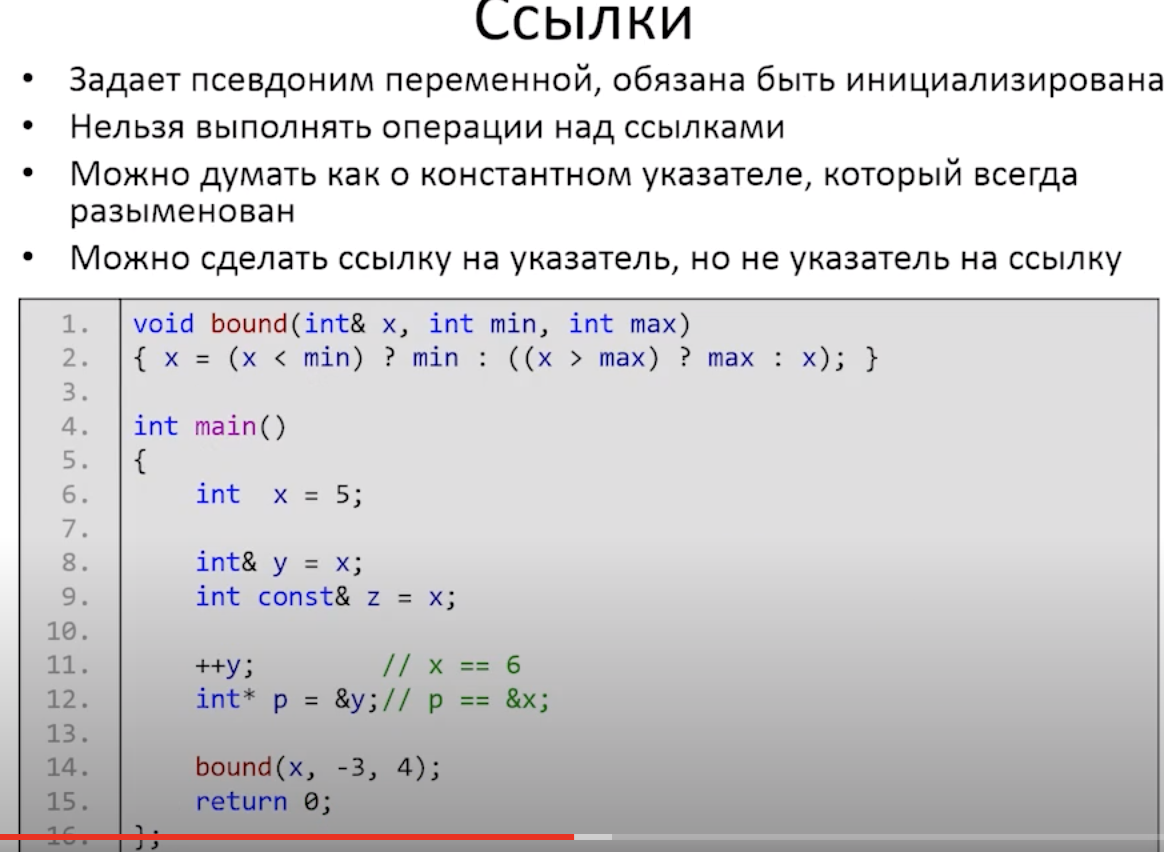 Ссылки
• Задает псевдоним переменной, обязана быть инициализирована
• Нельзя выполнять операции над ссылками
• Можно думать как о константном указателе, который всегда
разыменован
• Можно сделать ссылку на указатель, но не указатель на ссылку
1. void bound(int& x, int min, int max)
2. { x = (x < min) ? min : ((x > max) ? max : x); }
3.
4. int main()
5. {
6.     int  x = 5;
7.
8.     int& y = x;
9.     int const& z = x;
10.
11.     ++y;        // x == 6
12.     int* p = &y;// p == &x;
13.
14.     bound(x, -3, 4);
15.     return 0;
16. };